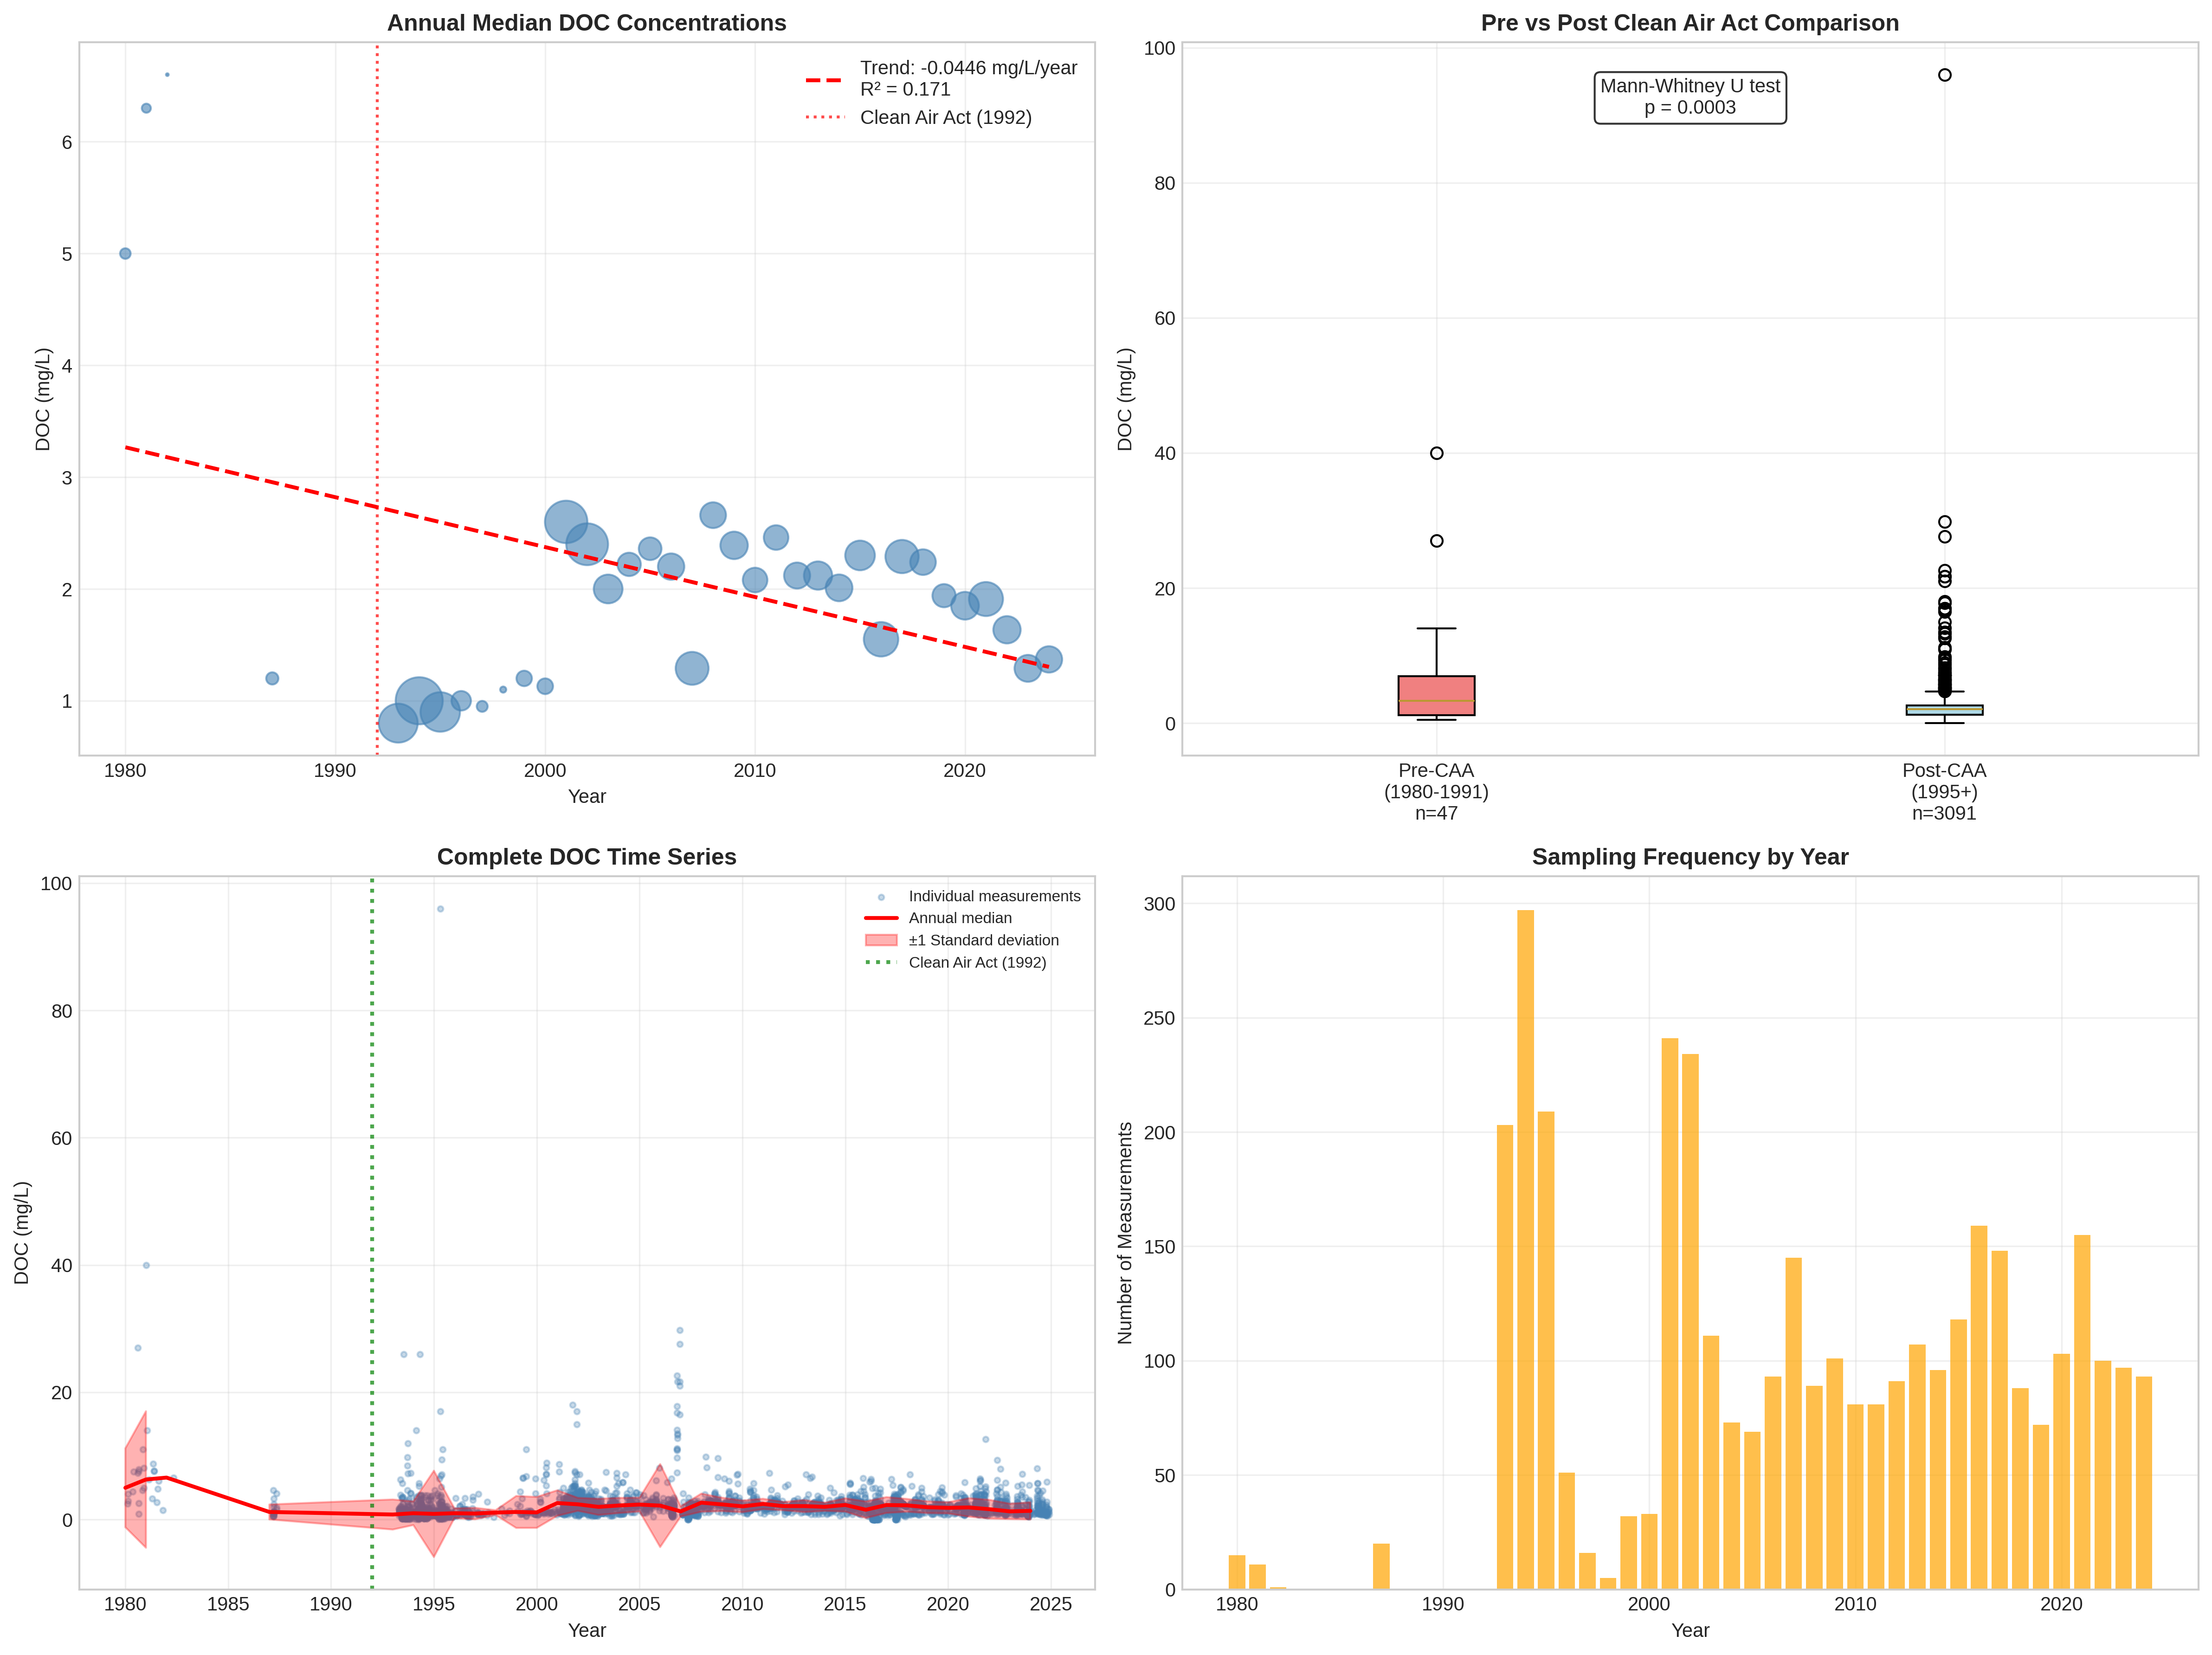 Annual Median DOC Concentrations
Trend: -0.0446 mg/L/year
R² = 0.171
Clean Air Act (1992)
DOC (mg/L)
6
5
4
3
2
1
1980
1990
2000
2010
2020
Year
Pre vs Post Clean Air Act Comparison
Mann-Whitney U test
p = 0.0003
DOC (mg/L)
100
80
60
40
20
0
Pre-CAA
(1980-1991)
n=47
Post-CAA
(1995+)
n=3091
Complete DOC Time Series
Individual measurements
Annual median
±1 Standard deviation
Clean Air Act (1992)
DOC (mg/L)
100
80
60
40
20
0
1980
1985
1990
1995
2000
2005
2010
2015
2020
2025
Year
Sampling Frequency by Year
Number of Measurements
300
250
200
150
100
50
0
1980
1990
2000
2010
2020
Year